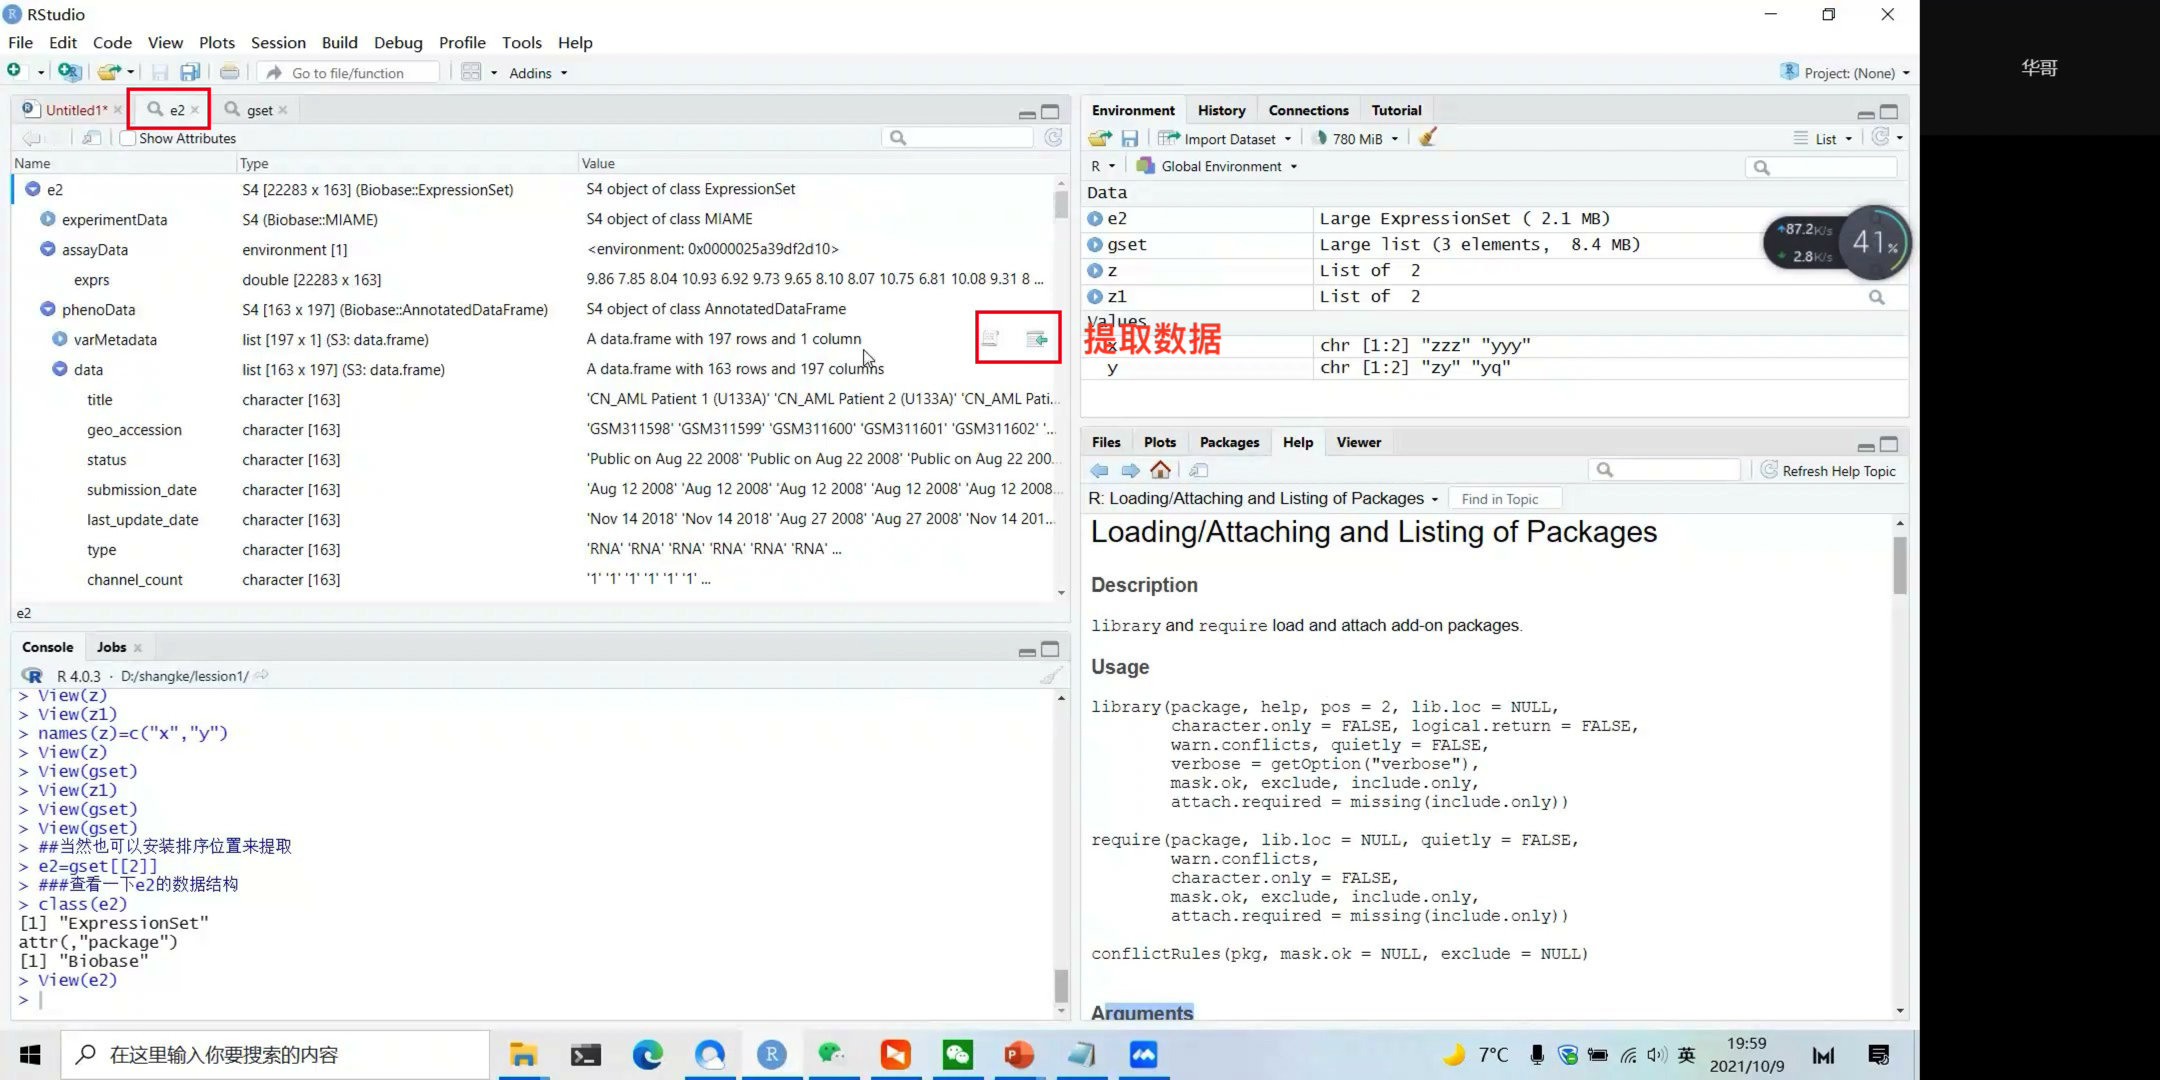 RStudio
File Edit Code View Plots Session Build Debug Profile Tools Help
Go to file/function Addins Project: (None)
Untitled1* e2 gset
Show Attributes
Name Type Value
e2 S4 [22283 x 163] (Biobase::ExpressionSet) S4 object of class ExpressionSet
experimentData S4 (Biobase::MIAME) S4 object of class MIAME
assayData environment [1] <environment: 0x0000025a39df2d10>
exprs double [22283 x 163] 9.86 7.85 8.04 10.93 6.92 9.73 9.65 8.10 8.07 10.75 6.81 10.08 9.31 8 ...
phenoData S4 [163 x 197] (Biobase::AnnotatedDataFrame) S4 object of class AnnotatedDataFrame
varMetadata list [197 x 1] (S3: data.frame) A data.frame with 197 rows and 1 column
data list [163 x 197] (S3: data.frame) A data.frame with 163 rows and 197 columns
title character [163] 'CN_AML Patient 1 (U133A)' 'CN_AML Patient 2 (U133A)' 'CN_AML Pati...
geo_accession character [163] 'GSM311598' 'GSM311599' 'GSM311600' 'GSM311601' 'GSM311602' '...
status character [163] 'Public on Aug 22 2008' 'Public on Aug 22 2008' 'Public on Aug 22 200...
submission_date character [163] 'Aug 12 2008' 'Aug 12 2008' 'Aug 12 2008' 'Aug 12 2008' 'Aug 12 2008...
last_update_date character [163] 'Nov 14 2018' 'Nov 14 2018' 'Aug 27 2008' 'Aug 27 2008' 'Nov 14 201...
type character [163] 'RNA' 'RNA' 'RNA' 'RNA' 'RNA' 'RNA' ...
channel_count character [163] '1' '1' '1' '1' '1' '1' ...
e2
Console Jobs
R 4.0.3 · D:/shangke/lession1/
> View(z)
> View(z1)
> names(z)=c("x","y")
> View(z)
> View(gset)
> View(z1)
> View(gset)
> View(gset)
> ##当然也可以安装排序位置来提取
> e2=gset[[2]]
> ###查看一下e2的数据结构
> class(e2)
[1] "ExpressionSet"
attr(,"package")
[1] "Biobase"
> View(e2)
>
Environment History Connections Tutorial
Import Dataset 780 MiB List
R Global Environment
Data
e2 Large ExpressionSet ( 2.1 MB)
gset Large list (3 elements, 8.4 MB)
z List of 2
z1 List of 2
Values
提取数据
x chr [1:2] "zzz" "yyy"
y chr [1:2] "zy" "yq"
87.2K/s
2.8K/s
41%
Files Plots Packages Help Viewer
Refresh Help Topic
R: Loading/Attaching and Listing of Packages Find in Topic
Loading/Attaching and Listing of Packages
Description
library and require load and attach add-on packages.
Usage
library(package, help, pos = 2, lib.loc = NULL,
character.only = FALSE, logical.return = FALSE,
warn.conflicts, quietly = FALSE,
verbose = getOption("verbose"),
mask.ok, exclude, include.only,
attach.required = missing(include.only))
require(package, lib.loc = NULL, quietly = FALSE,
warn.conflicts,
character.only = FALSE,
mask.ok, exclude, include.only,
attach.required = missing(include.only))
conflictRules(pkg, mask.ok = NULL, exclude = NULL)
Arguments
华哥
在这里输入你要搜索的内容
7°C 英 19:59
2021/10/9